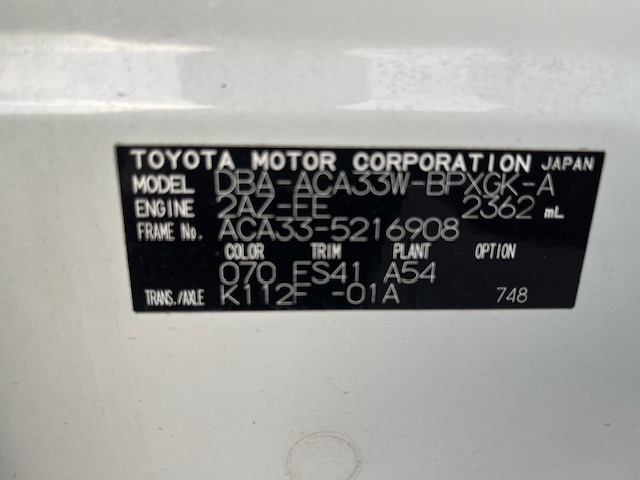 TOYOTA MOTOR CORPORATION JAPAN
MODEL DBA-ACA33W-BPXGK-A
ENGINE 2AZ-FE 2362 mL
FRAME No. ACA33-5216908
COLOR TRIM PLANT OPTION
070 FS41 A54
TRANS./AXLE K112F -01A 748